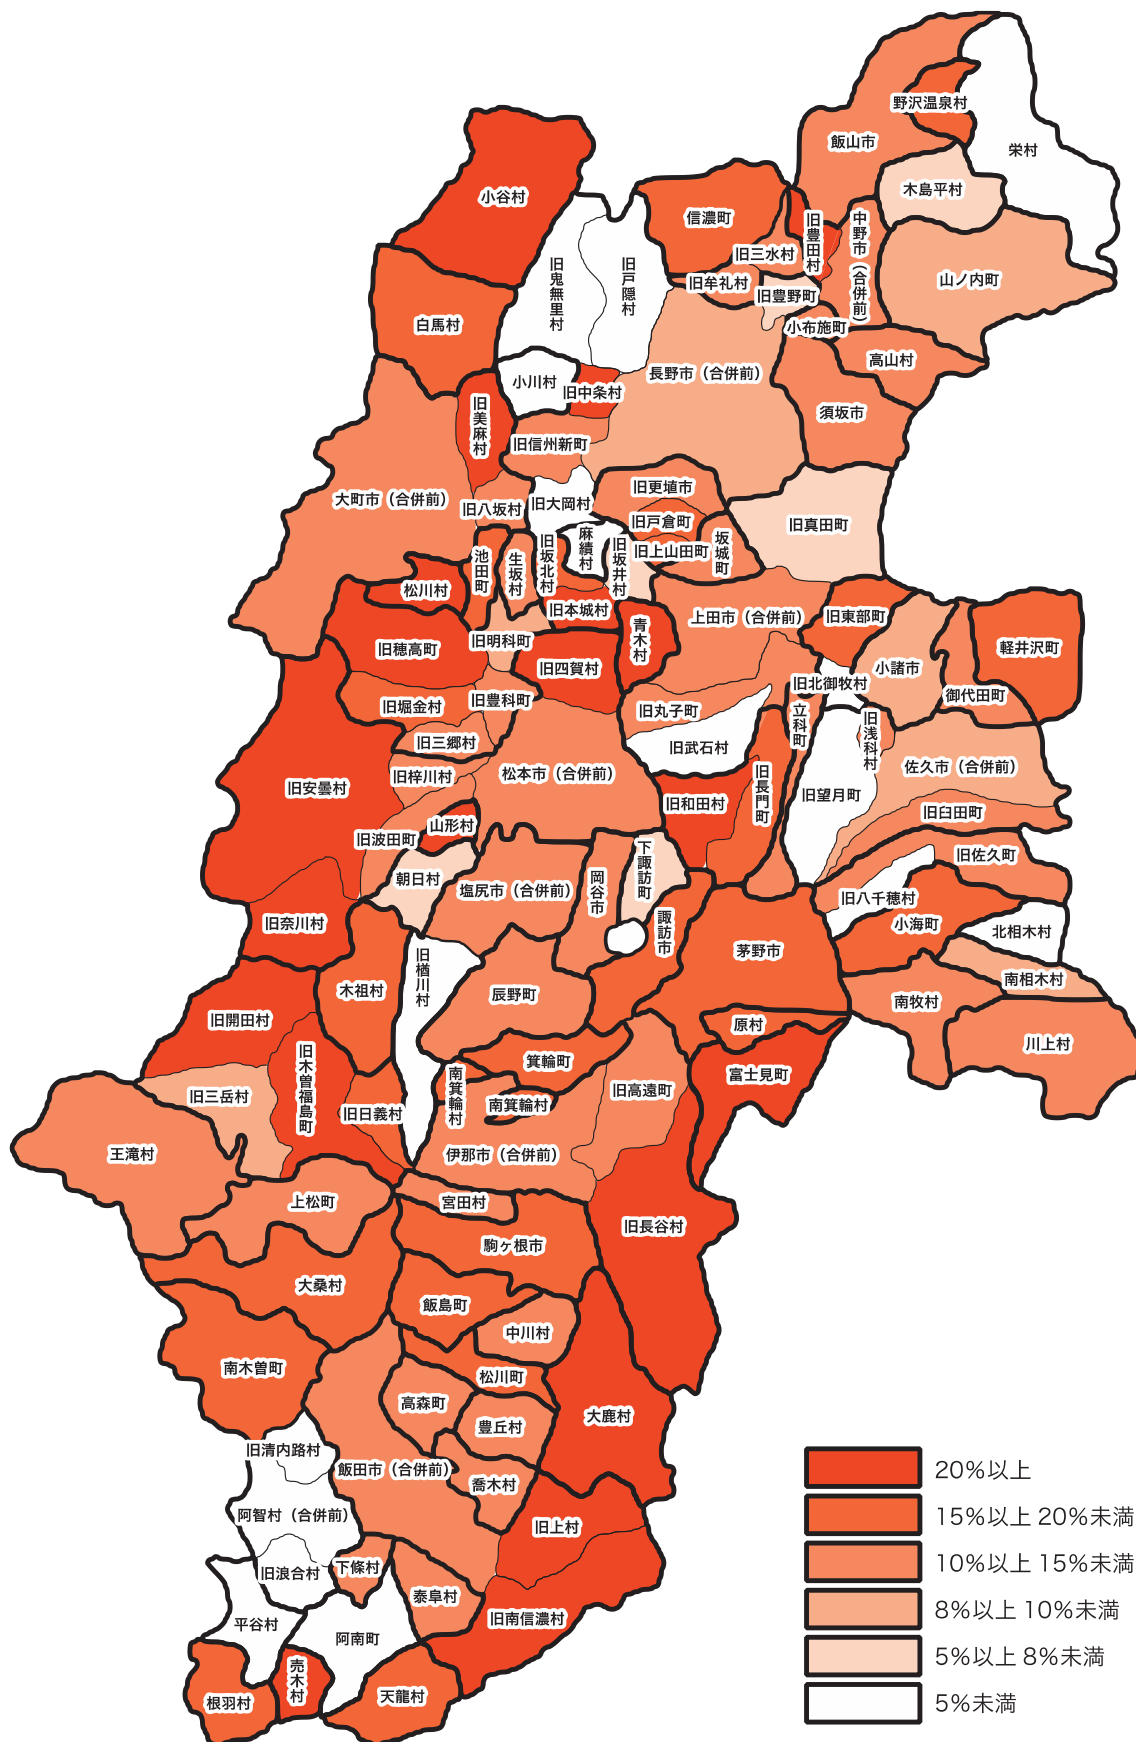 野沢温泉村
飯山市
栄村
木島平村
小谷村
信濃町
旧豊田村
中野市（合併前）
旧三水村
旧鬼無里村
旧戸隠村
旧牟礼村
旧豊野町
山ノ内町
白馬村
小布施町
高山村
長野市（合併前）
小川村
旧中条村
旧美麻村
須坂市
旧信州新町
旧更埴市
大町市（合併前）
旧八坂村
旧大岡村
旧戸倉町
旧真田町
坂城町
麻績村
旧坂井村
旧上山田町
旧坂北村
池田町
生坂村
松川村
旧本城村
青木村
上田市（合併前）
旧東部町
旧穂高町
旧明科町
軽井沢町
旧四賀村
小諸市
旧北御牧村
御代田町
旧堀金村
旧豊科町
旧丸子町
立科町
旧浅科村
旧三郷村
旧武石村
旧梓川村
松本市（合併前）
佐久市（合併前）
旧安曇村
旧長門町
旧望月町
旧和田村
旧臼田町
山形村
旧波田町
旧佐久町
下諏訪町
朝日村
塩尻市（合併前）
岡谷市
旧八千穂村
旧奈川村
諏訪市
小海町
北相木村
茅野市
旧楢川村
南相木村
木祖村
辰野町
南牧村
旧開田村
原村
川上村
箕輪町
旧木曽福島町
富士見町
旧高遠町
南箕輪村
旧三岳村
南箕輪村
旧日義村
王滝村
伊那市（合併前）
上松町
宮田村
旧長谷村
駒ヶ根市
大桑村
飯島町
中川村
南木曽町
松川町
高森町
大鹿村
豊丘村
旧清内路村
飯田市（合併前）
喬木村
阿智村（合併前）
旧上村
旧浪合村
下條村
泰阜村
旧南信濃村
平谷村
阿南町
売木村
根羽村
天龍村
20%以上
15%以上 20%未満
10%以上 15%未満
8%以上 10%未満
5%以上 8%未満
5%未満